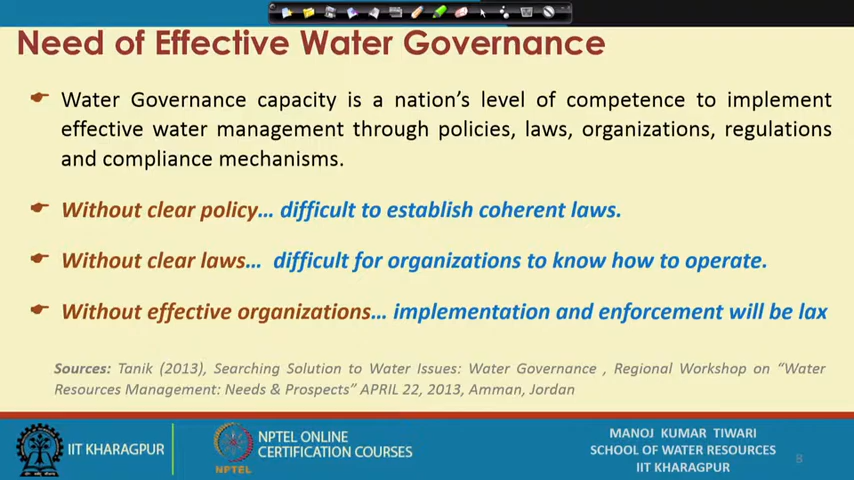 Need of Effective Water Governance
Water Governance capacity is a nation's level of competence to implement
effective water management through policies, laws, organizations, regulations
and compliance mechanisms.
Without clear policy… difficult to establish coherent laws.
Without clear laws… difficult for organizations to know how to operate.
Without effective organizations… implementation and enforcement will be lax
Sources: Tanik (2013), Searching Solution to Water Issues: Water Governance , Regional Workshop on "Water
Resources Management: Needs & Prospects" APRIL 22, 2013, Amman, Jordan
IIT KHARAGPUR
NPTEL
NPTEL ONLINE
CERTIFICATION COURSES
MANOJ KUMAR TIWARI
SCHOOL OF WATER RESOURCES
IIT KHARAGPUR
8